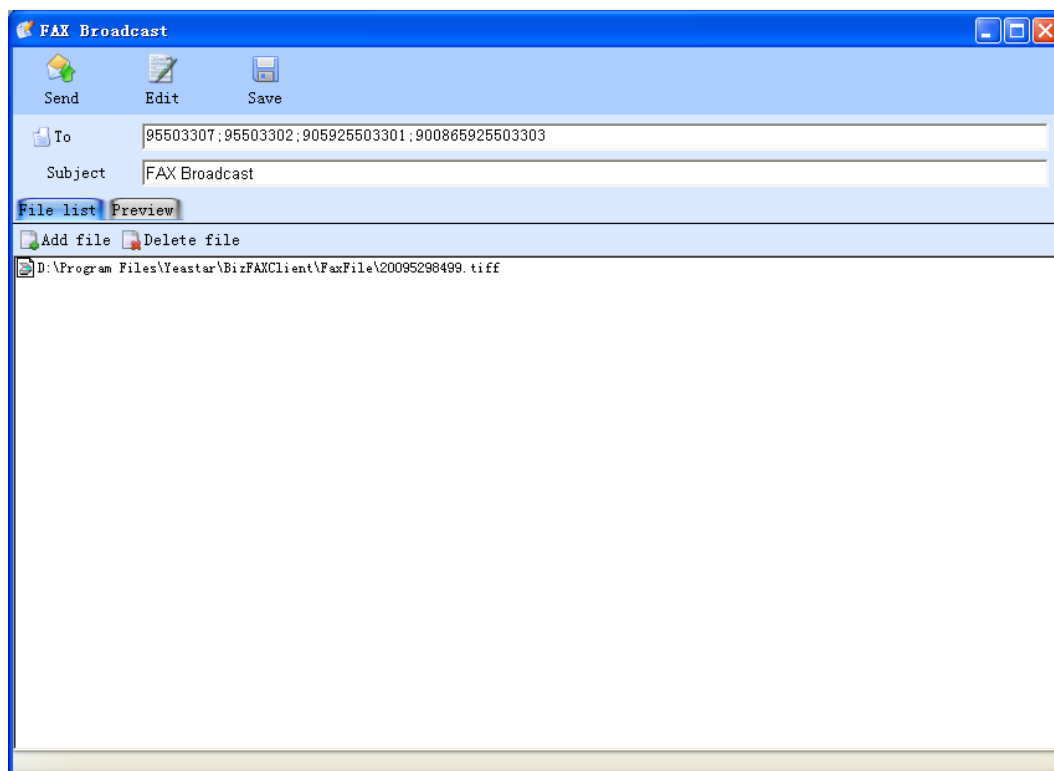 FAX Broadcast
Send Edit Save
To 95503307;95503302;905925503301;900865925503303
Subject FAX Broadcast
File list Preview
Add file Delete file
D:\Program Files\Yeastar\BizFAXClient\FaxFile\20095298499.tiff